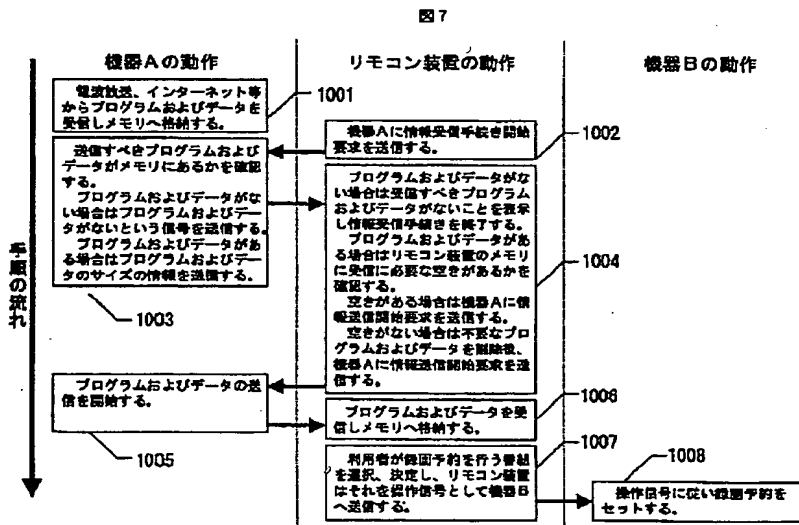 図7
機器Aの動作
リモコン装置の動作
機器Bの動作
手順の流れ
電波放送、インターネット等
からプログラムおよびデータを
受信しメモリへ格納する。
1001
機器Aに情報受信手続き開始
要求を送信する。
1002
送信すべきプログラムおよび
データがメモリにあるかを確認
する。
プログラムおよびデータがな
い場合はプログラムおよびデー
タがないという信号を送信する。
プログラムおよびデータがあ
る場合はプログラムおよびデー
タのサイズの情報を送信する。
1003
プログラムおよびデータがな
い場合は受信すべきプログラム
およびデータがないことを表示
し情報受信手続きを終了する。
プログラムおよびデータがあ
る場合はリモコン装置のメモリ
に受信に必要な空きがあるかを
確認する。
空きがある場合は機器Aに情
報送信開始要求を送信する。
空きがない場合は不要なプロ
グラムおよびデータを削除後、
機器Aに情報送信開始要求を送
信する。
1004
プログラムおよびデータの送
信を開始する。
1005
プログラムおよびデータを受
信しメモリへ格納する。
1006
利用者が録画予約を行う番組
を選択、決定し、リモコン装置
はそれを操作信号として機器B
へ送信する。
1007
操作信号に従い録画予約を
セットする。
1008